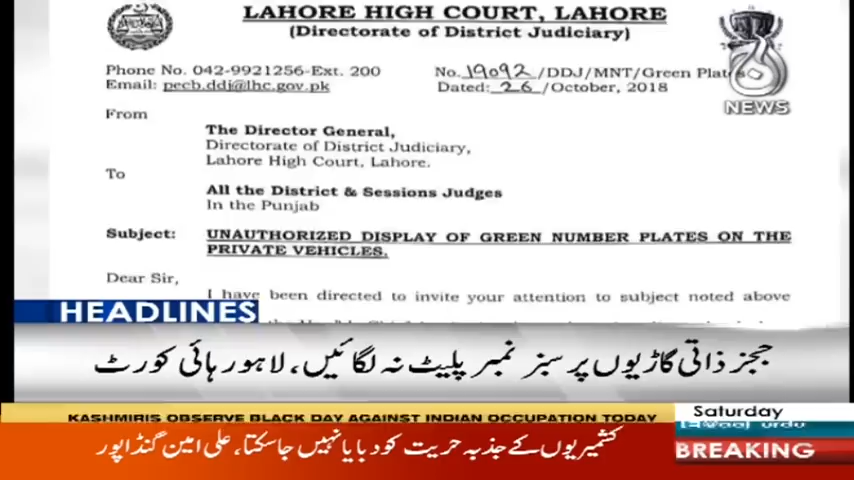 LAHORE HIGH COURT, LAHORE
(Directorate of District Judiciary)
Phone No. 042-9921256-Ext. 200
Email: pecb.ddj@lhc.gov.pk
No. 19092/DDJ/MNT/Green Plates
Dated: 26/October, 2018
NEWS
From
The Director General,
Directorate of District Judiciary,
Lahore High Court, Lahore.
To
All the District & Sessions Judges
In the Punjab
Subject: UNAUTHORIZED DISPLAY OF GREEN NUMBER PLATES ON THE
PRIVATE VEHICLES.
Dear Sir,
I have been directed to invite your attention to subject noted above
HEADLINES
ججز ذاتی گاڑیوں پر سبز نمبر پلیٹ نہ لگائیں، لاہور ہائی کورٹ
KASHMIRIS OBSERVE BLACK DAY AGAINST INDIAN OCCUPATION TODAY
Saturday
کشمیریوں کے جذبہ حریت کو دبایا نہیں جا سکتا، علی امین گنڈا پور
BREAKING